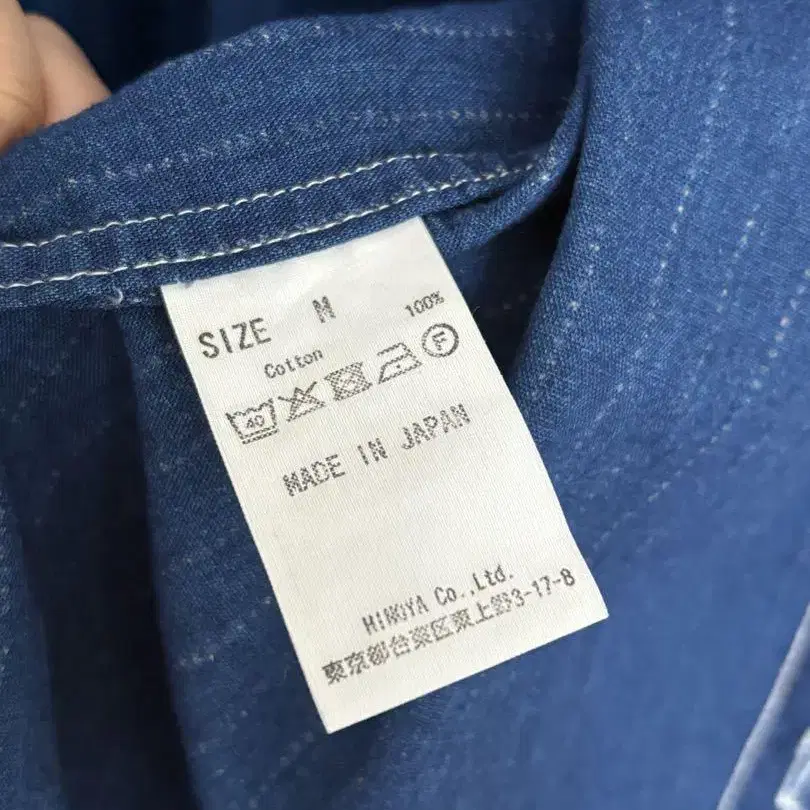 SIZE M
Cotton 100%
40
F
MADE IN JAPAN
HINOYA Co.,Ltd.
東京都台東区東上野3-17-8